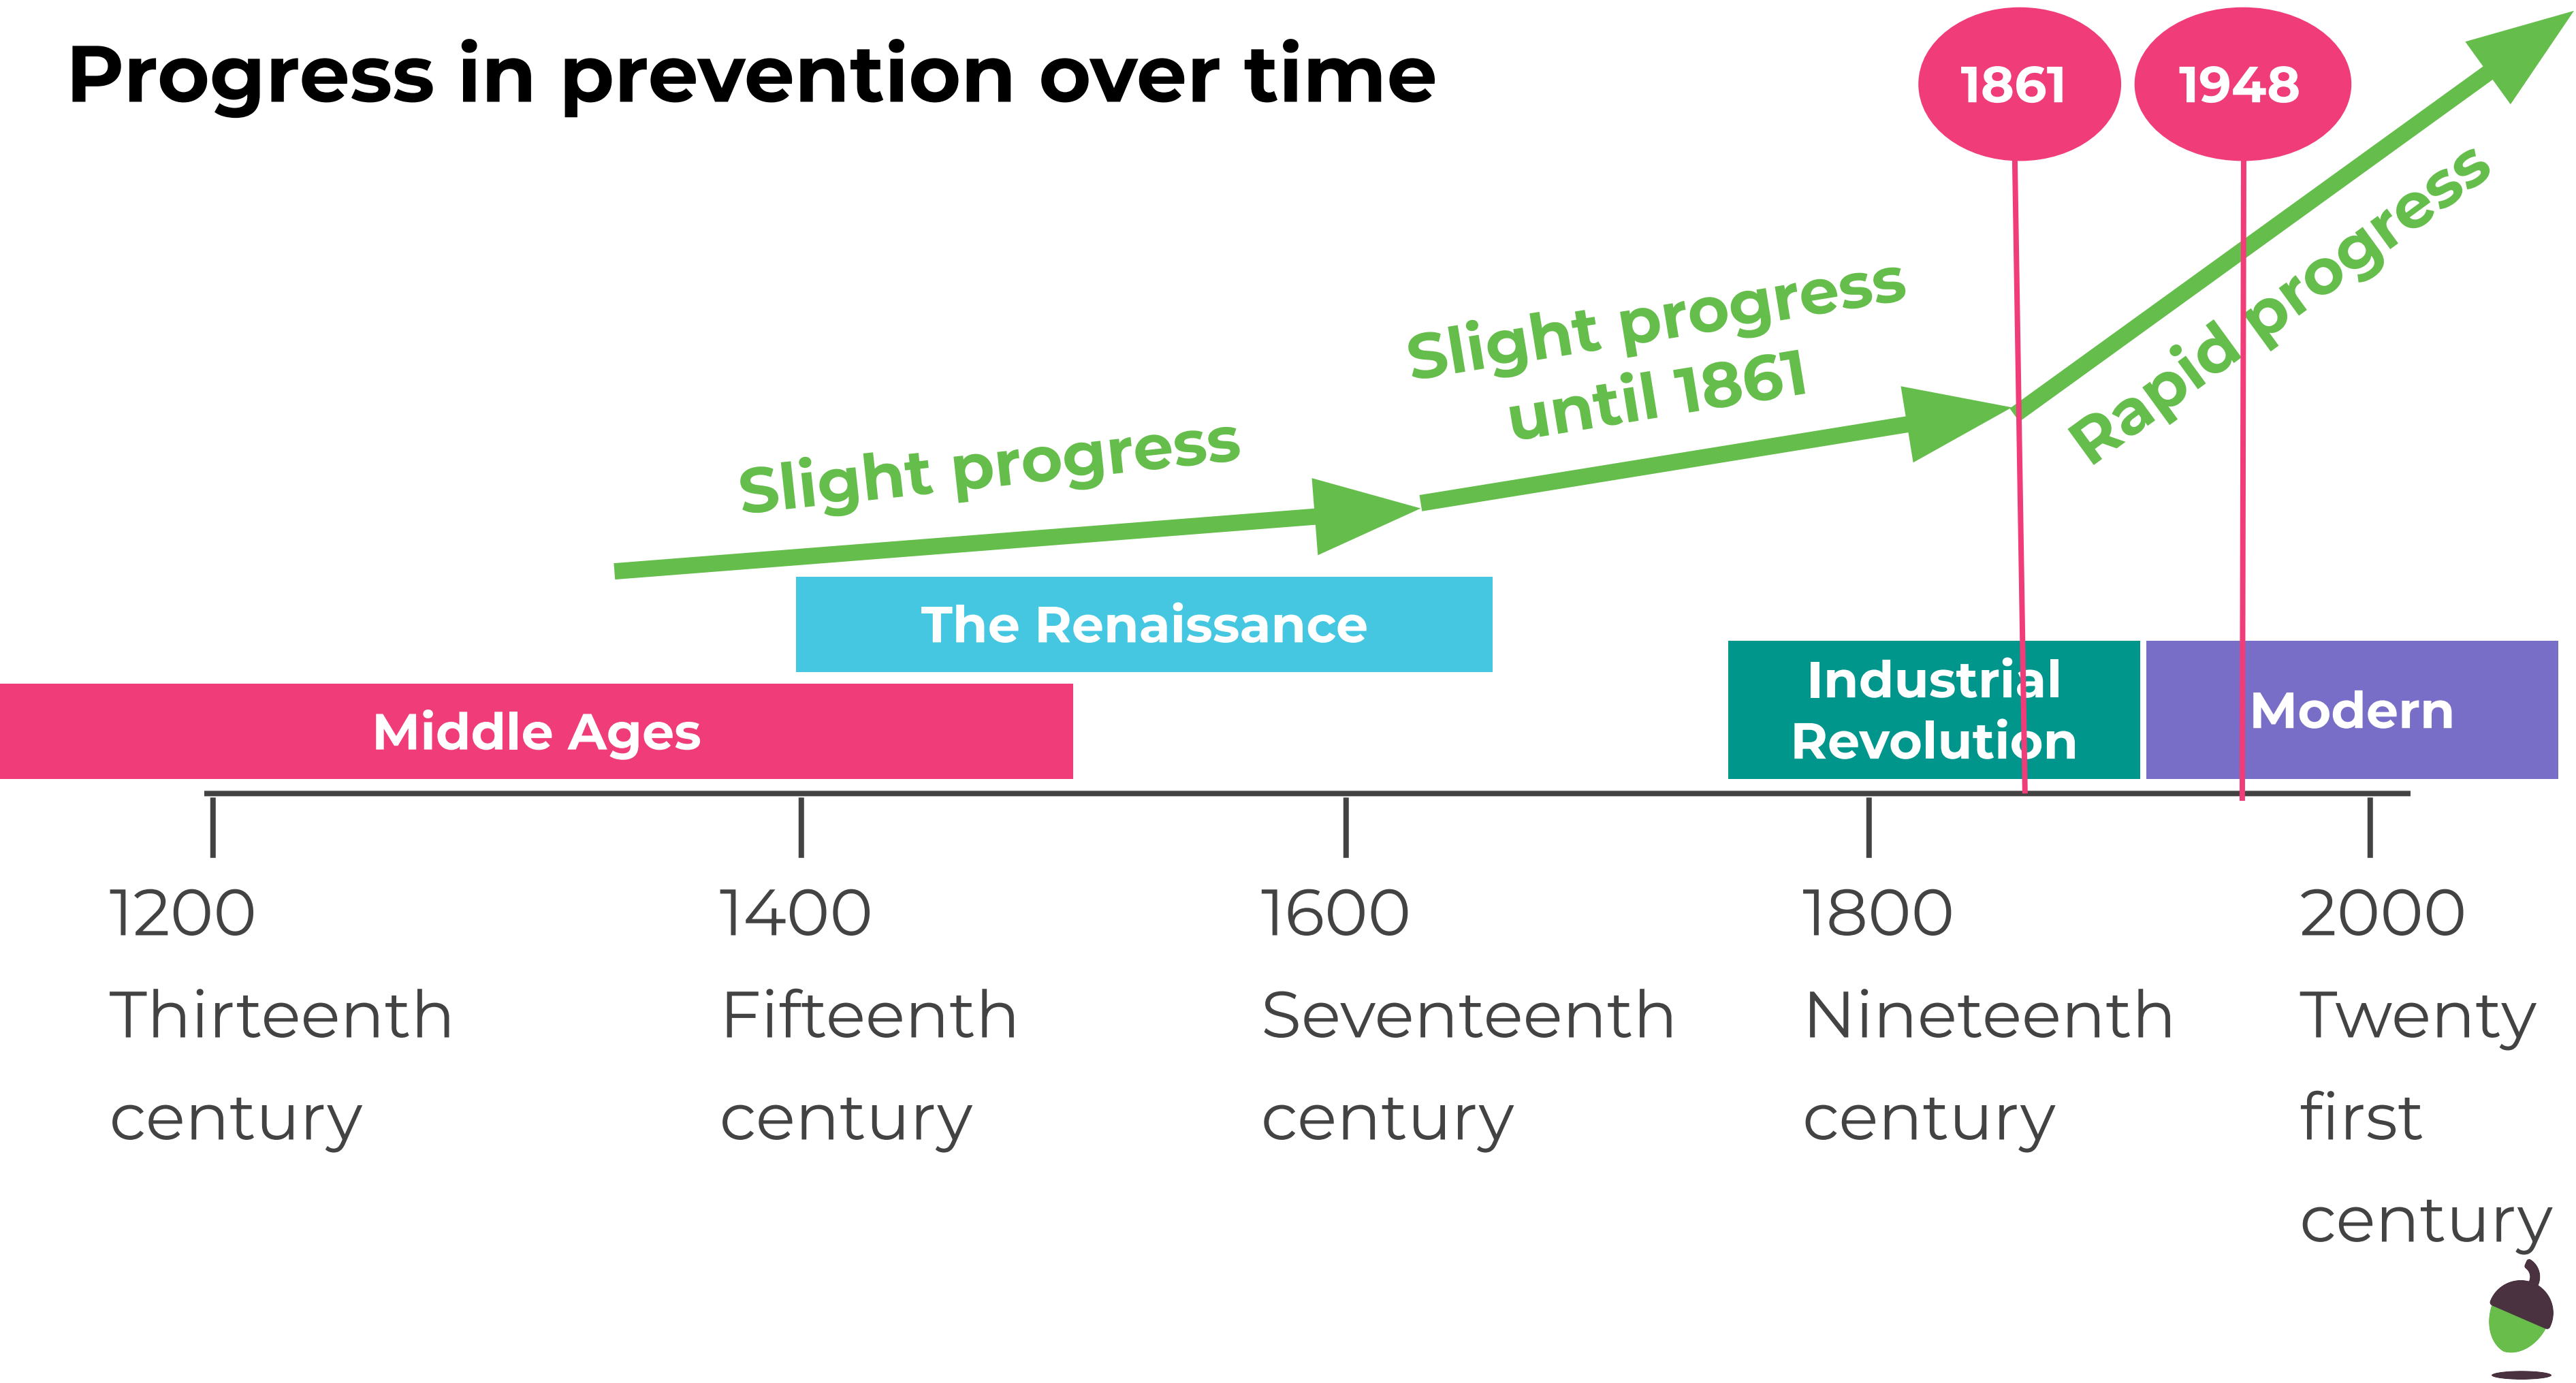 Progress in prevention over time
1861
1948
Slight progress
Slight progress
until 1861
Rapid progress
The Renaissance
Middle Ages
Industrial
Revolution
Modern
1200
Thirteenth
century
1400
Fifteenth
century
1600
Seventeenth
century
1800
Nineteenth
century
2000
Twenty
first
century